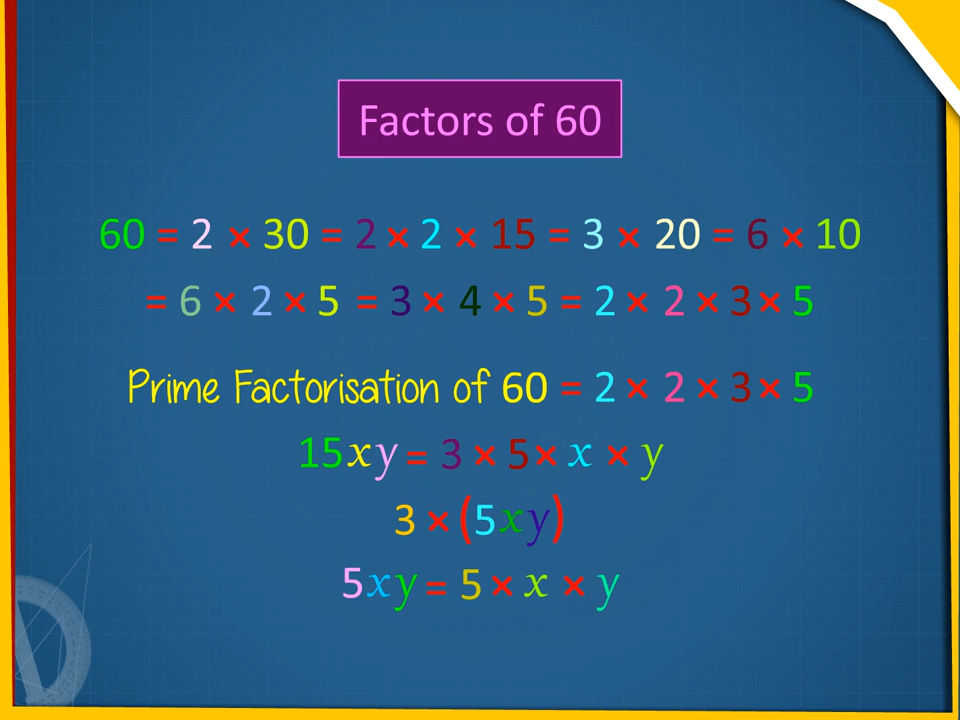 Factors of 60
60 = 2 × 30 = 2 × 2 × 15 = 3 × 20 = 6 × 10
= 6 × 2 × 5 = 3 × 4 × 5 = 2 × 2 × 3 × 5
Prime Factorisation of 60 = 2 × 2 × 3 × 5
15xy = 3 × 5 × x × y
3 × (5xy)
5xy = 5 × x × y